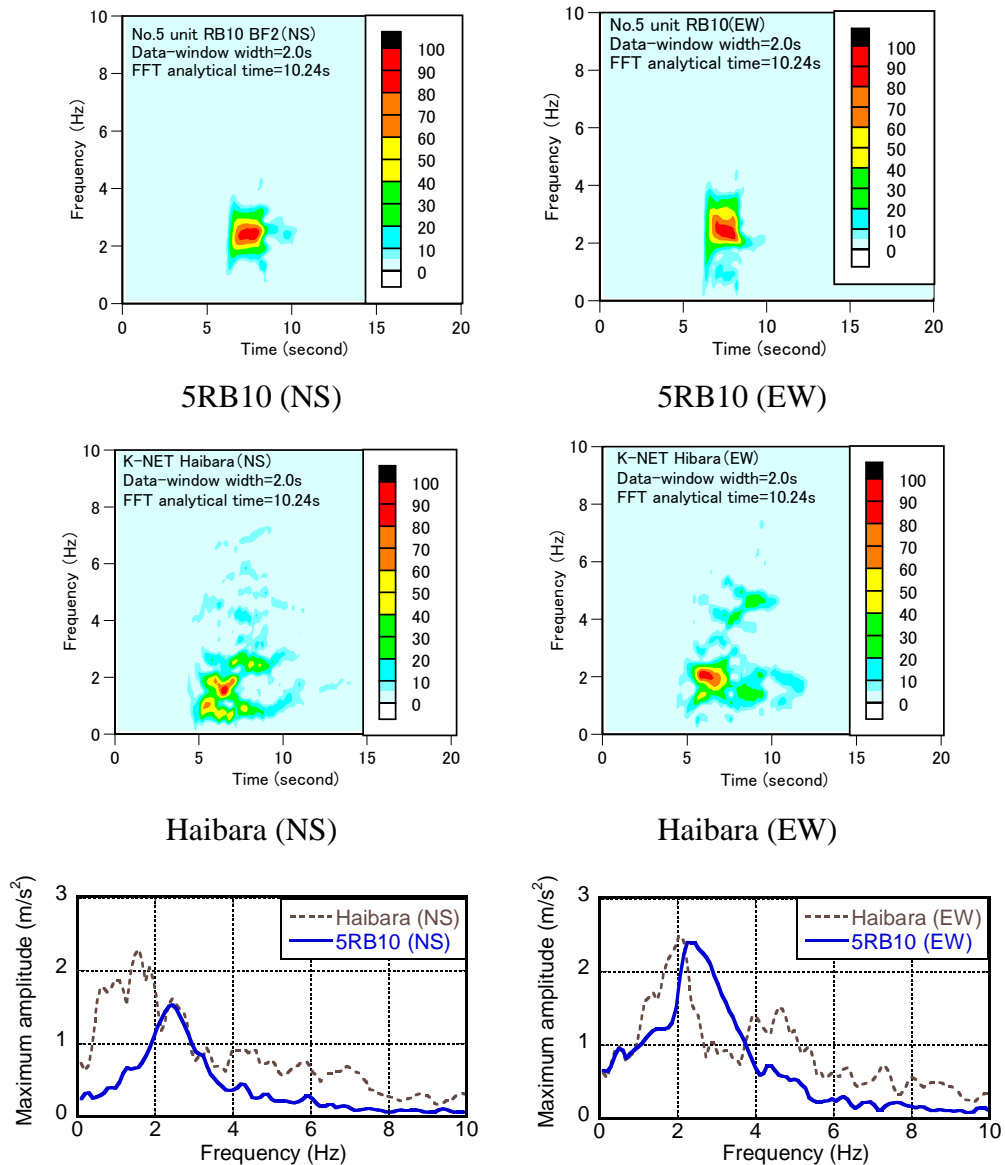 No.5 unit RB10 BF2(NS)
Data-window width=2.0s
FFT analytical time=10.24s
100
90
80
70
60
50
40
30
20
10
0
10
8
6
4
2
0
Frequency (Hz)
0 5 10 15 20
Time (second)
5RB10 (NS)
No.5 unit RB10(EW)
Data-window width=2.0s
FFT analytical time=10.24s
100
90
80
70
60
50
40
30
20
10
0
10
8
6
4
2
0
Frequency (Hz)
0 5 10 15 20
Time (second)
5RB10 (EW)
K-NET Haibara(NS)
Data-window width=2.0s
FFT analytical time=10.24s
100
90
80
70
60
50
40
30
20
10
0
10
8
6
4
2
0
Frequency (Hz)
0 5 10 15 20
Time (second)
Haibara (NS)
K-NET Hibara(EW)
Data-window width=2.0s
FFT analytical time=10.24s
100
90
80
70
60
50
40
30
20
10
0
10
8
6
4
2
0
Frequency (Hz)
0 5 10 15 20
Time (second)
Haibara (EW)
Haibara (NS)
5RB10 (NS)
3
2
1
0
Maximum amplitude (m/s²)
0 2 4 6 8 10
Frequency (Hz)
Haibara (EW)
5RB10 (EW)
3
2
1
0
Maximum amplitude (m/s²)
0 2 4 6 8 10
Frequency (Hz)